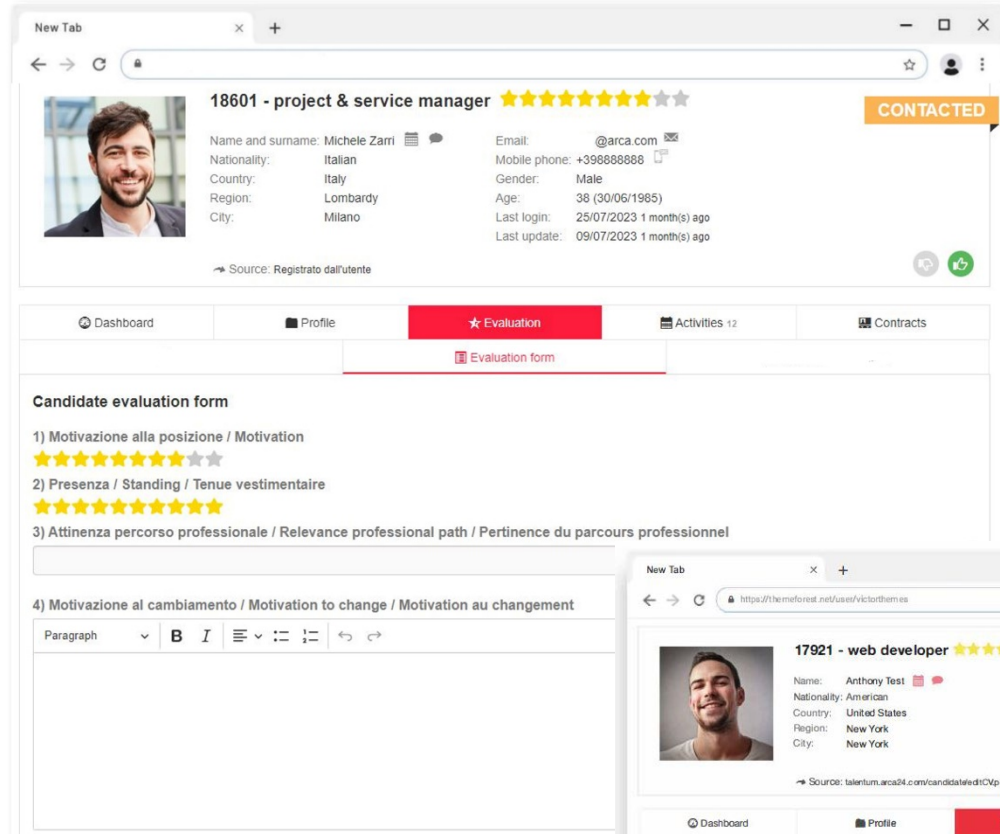 New Tab
18601 - project & service manager
CONTACTED
Name and surname: Michele Zarri
Nationality: Italian
Country: Italy
Region: Lombardy
City: Milano
Email: @arca.com
Mobile phone: +398888888
Gender: Male
Age: 38 (30/06/1985)
Last login: 25/07/2023 1 month(s) ago
Last update: 09/07/2023 1 month(s) ago
Source: Registrato dall'utente
Dashboard
Profile
Evaluation
Activities 12
Contracts
Evaluation form
Candidate evaluation form
1) Motivazione alla posizione / Motivation
2) Presenza / Standing / Tenue vestimentaire
3) Attinenza percorso professionale / Relevance professional path / Pertinence du parcours professionnel
4) Motivazione al cambiamento / Motivation to change / Motivation au changement
Paragraph B I
New Tab
https://themeforest.net/user/victorthemes
17921 - web developer
Name: Anthony Test
Nationality: American
Country: United States
Region: New York
City: New York
Source: talentum.arca24.com/candidate/editCV.p
Dashboard
Profile